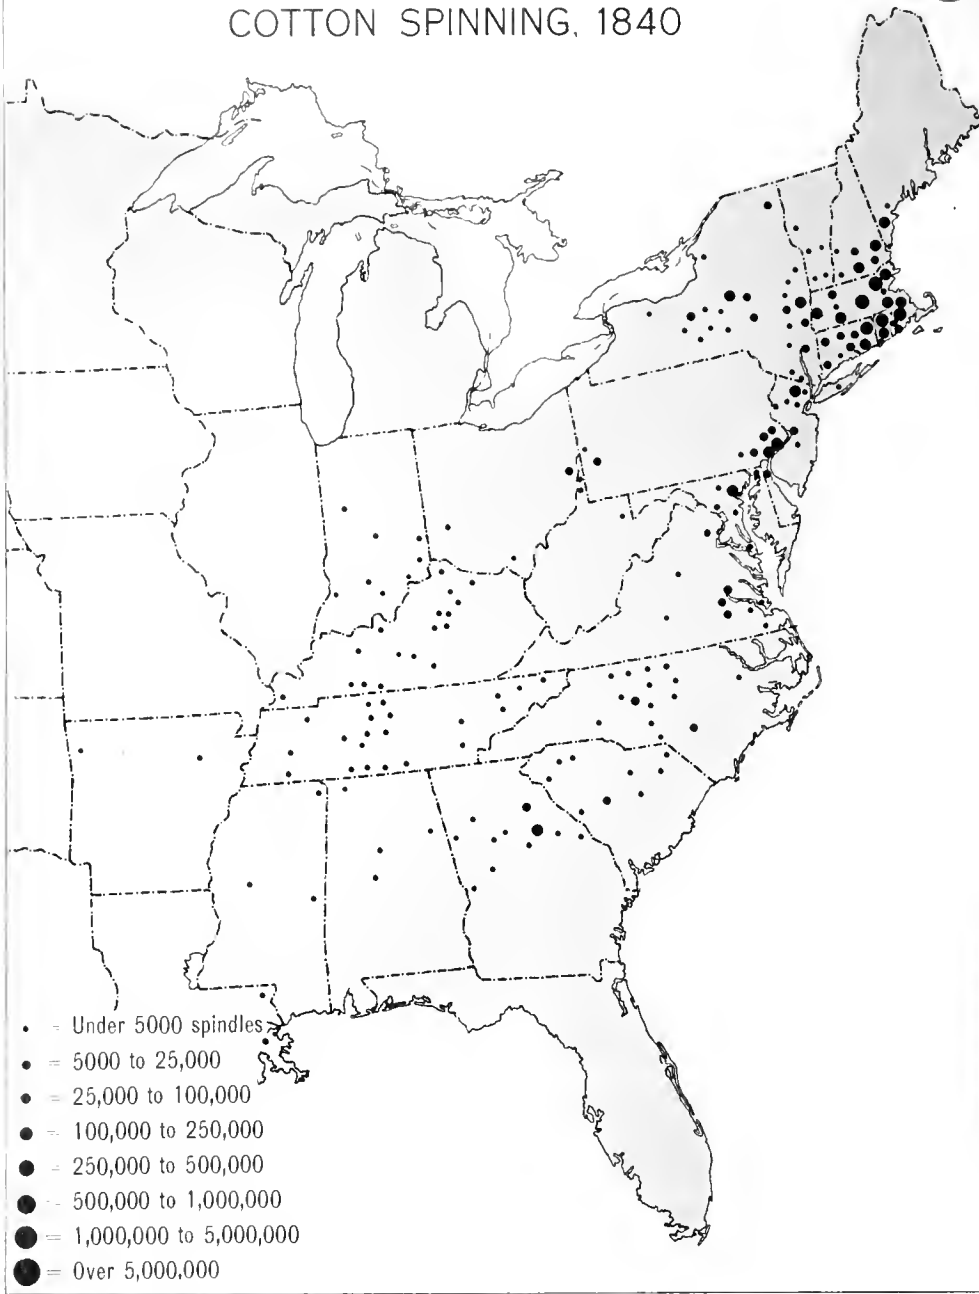 COTTON SPINNING, 1840
= Under 5000 spindles
= 5000 to 25,000
= 25,000 to 100,000
= 100,000 to 250,000
= 250,000 to 500,000
= 500,000 to 1,000,000
= 1,000,000 to 5,000,000
= Over 5,000,000